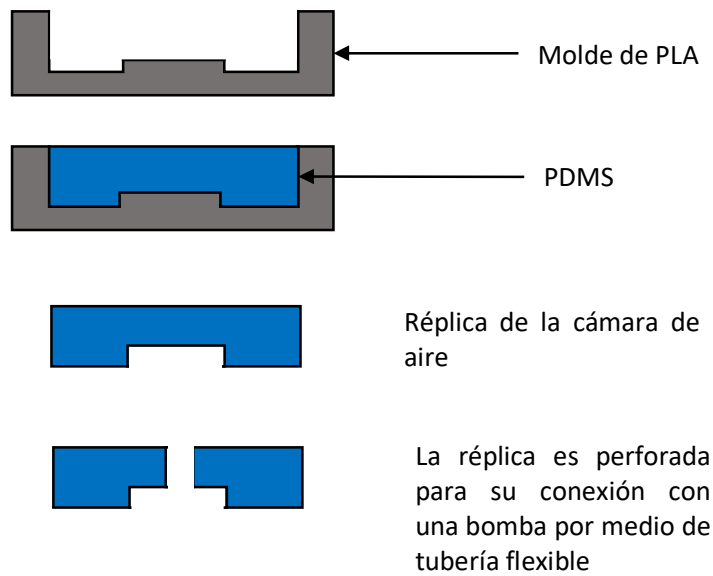 Molde de PLA
PDMS
Réplica de la cámara de
aire
La réplica es perforada
para su conexión con
una bomba por medio de
tubería flexible